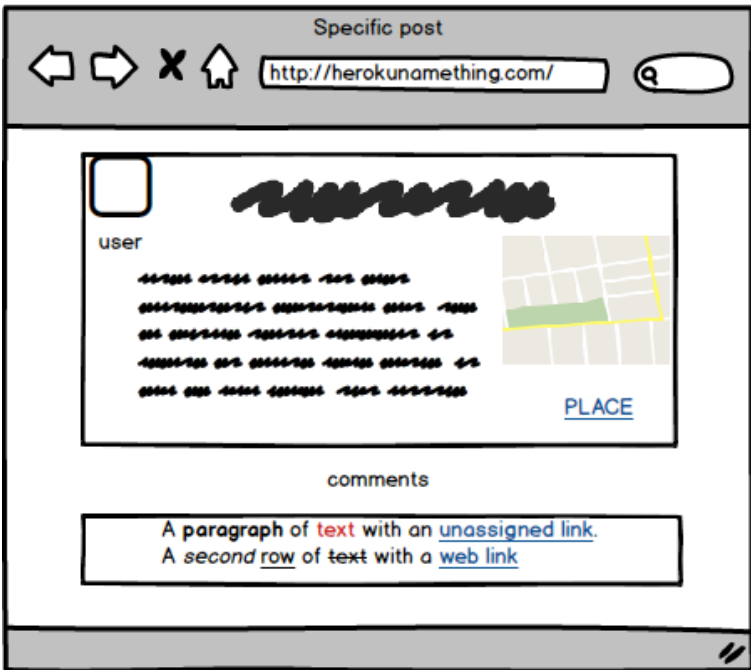 Specific post
http://herokunamething.com/
user
PLACE
comments
A paragraph of text with an unassigned link.
A second row of text with a web link